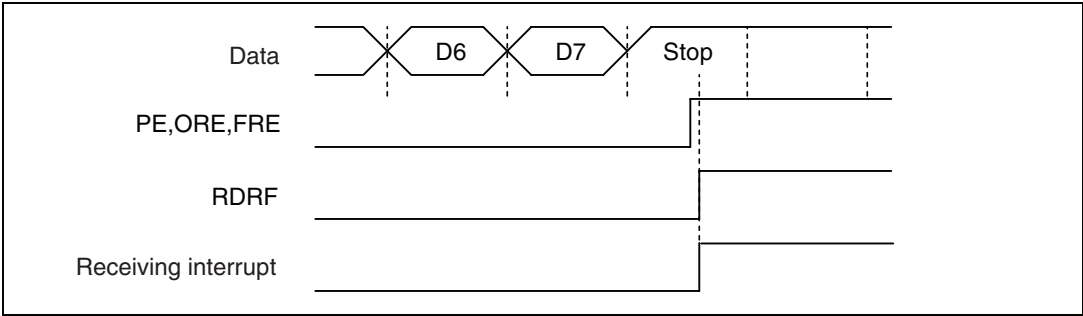 Data D6 D7 Stop
PE,ORE,FRE
RDRF
Receiving interrupt